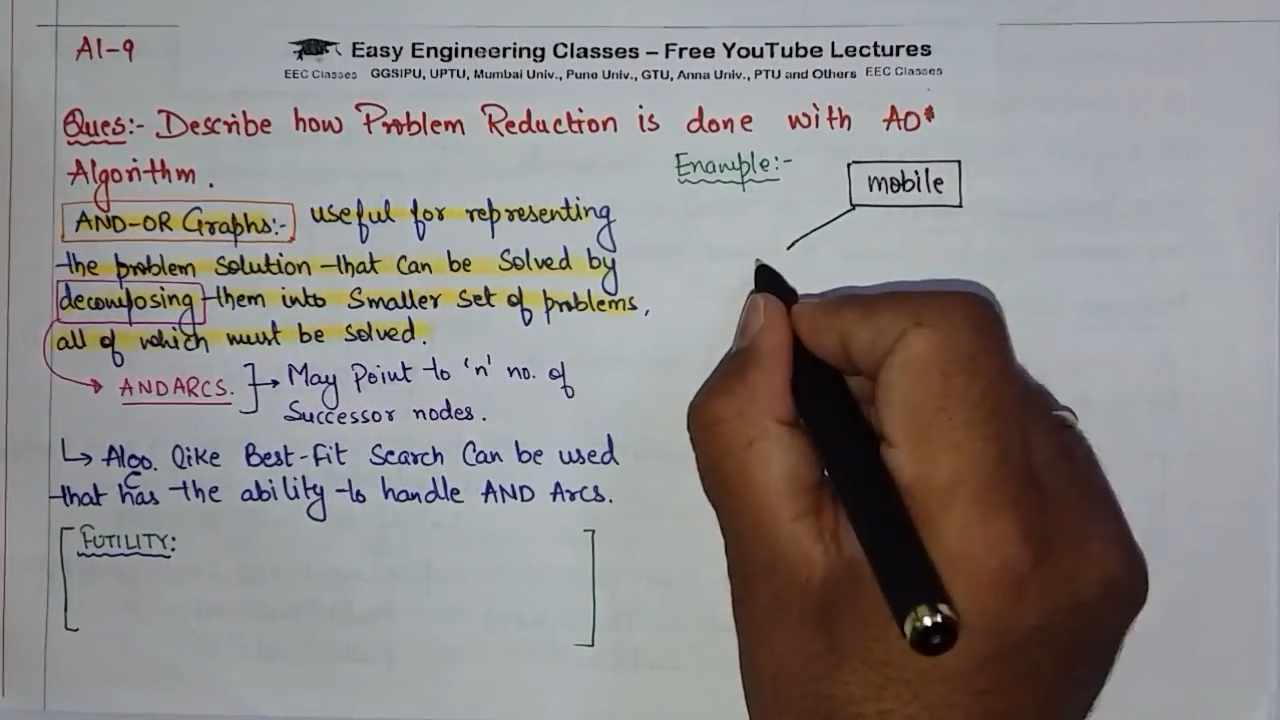 AI-9
Easy Engineering Classes – Free YouTube Lectures
EEC Classes GGSIPU, UPTU, Mumbai Univ., Pune Univ., GTU, Anna Univ., PTU and Others EEC Classes
Ques:- Describe how Problem Reduction is done with AO*
Algorithm.
AND-OR Graphs:- useful for representing
the problem solution that can be solved by
decomposing them into smaller set of problems,
all of which must be solved.
AND ARCS. → May Point to 'n' no. of
Successor nodes.
↳ Algo. like Best-Fit Search can be used
that has the ability to handle AND Arcs.
FUTILITY:
Example:-
mobile